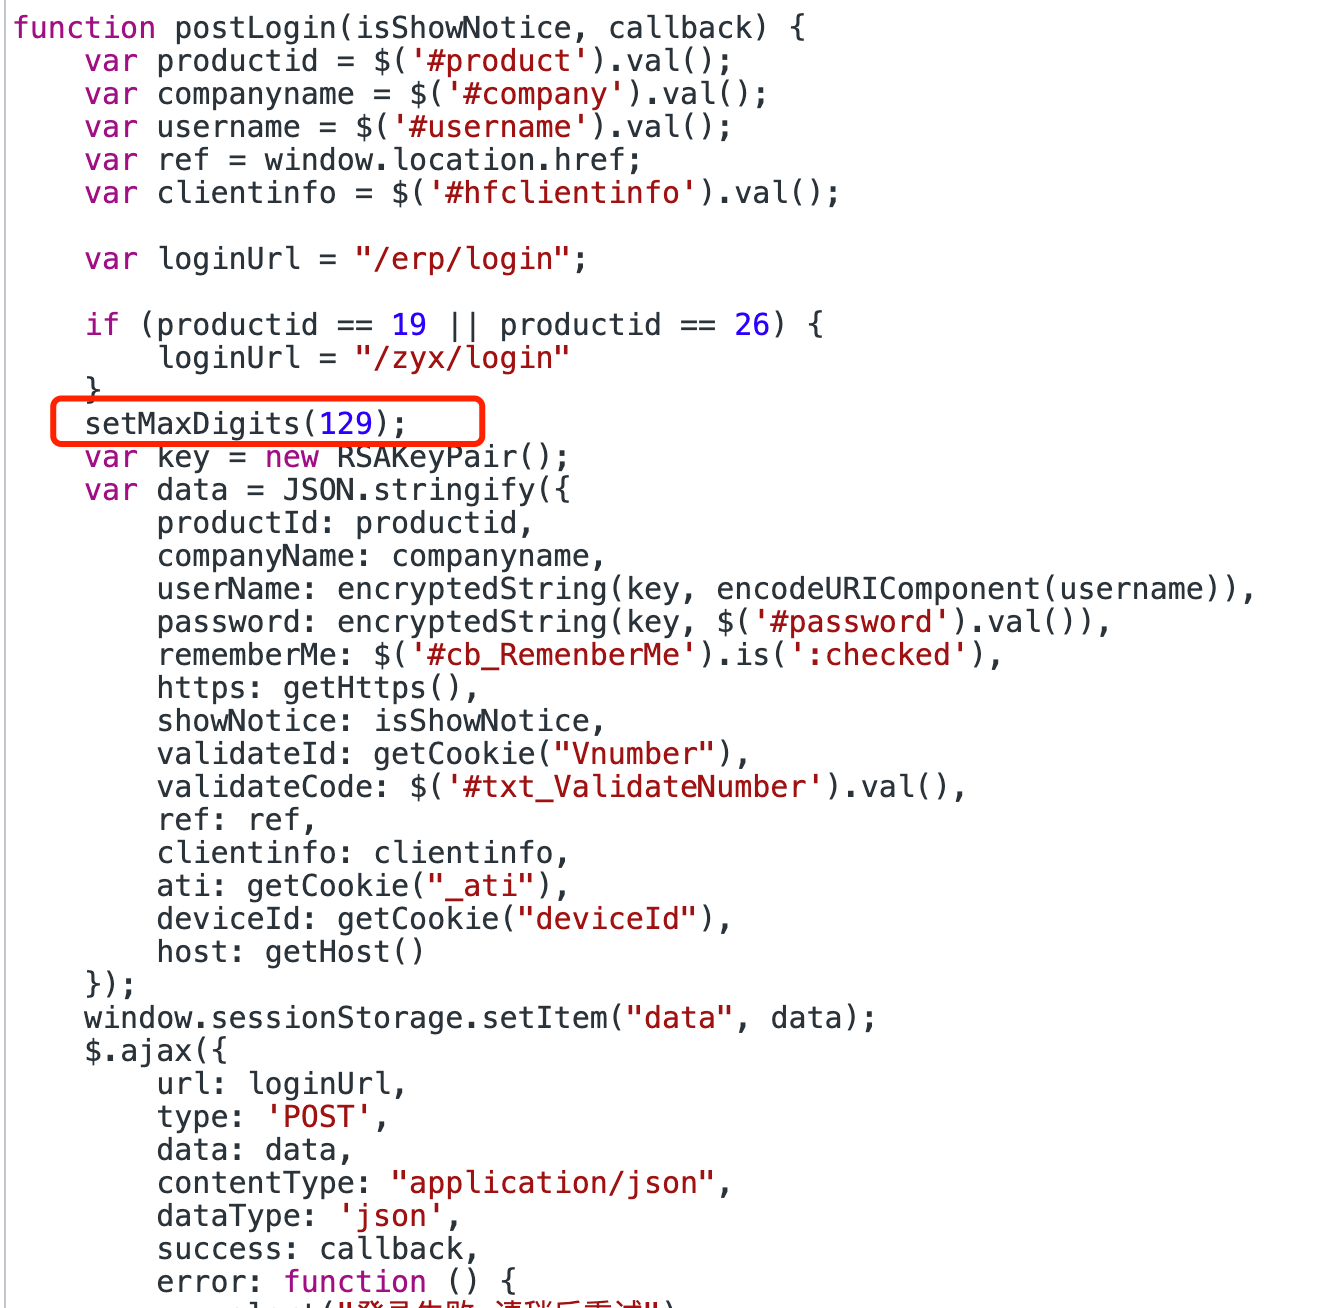 function postLogin(isShowNotice, callback) {
    var productid = $('#product').val();
    var companyname = $('#company').val();
    var username = $('#username').val();
    var ref = window.location.href;
    var clientinfo = $('#hfclientinfo').val();

    var loginUrl = "/erp/login";

    if (productid == 19 || productid == 26) {
        loginUrl = "/zyx/login"
    }
    setMaxDigits(129);
    var key = new RSAKeyPair();
    var data = JSON.stringify({
        productId: productid,
        companyName: companyname,
        userName: encryptedString(key, encodeURIComponent(username)),
        password: encryptedString(key, $('#password').val()),
        rememberMe: $('#cb_RemenberMe').is(':checked'),
        https: getHttps(),
        showNotice: isShowNotice,
        validateId: getCookie("Vnumber"),
        validateCode: $('#txt_ValidateNumber').val(),
        ref: ref,
        clientinfo: clientinfo,
        ati: getCookie("_ati"),
        deviceId: getCookie("deviceId"),
        host: getHost()
    });
    window.sessionStorage.setItem("data", data);
    $.ajax({
        url: loginUrl,
        type: 'POST',
        data: data,
        contentType: "application/json",
        dataType: 'json',
        success: callback,
        error: function () {